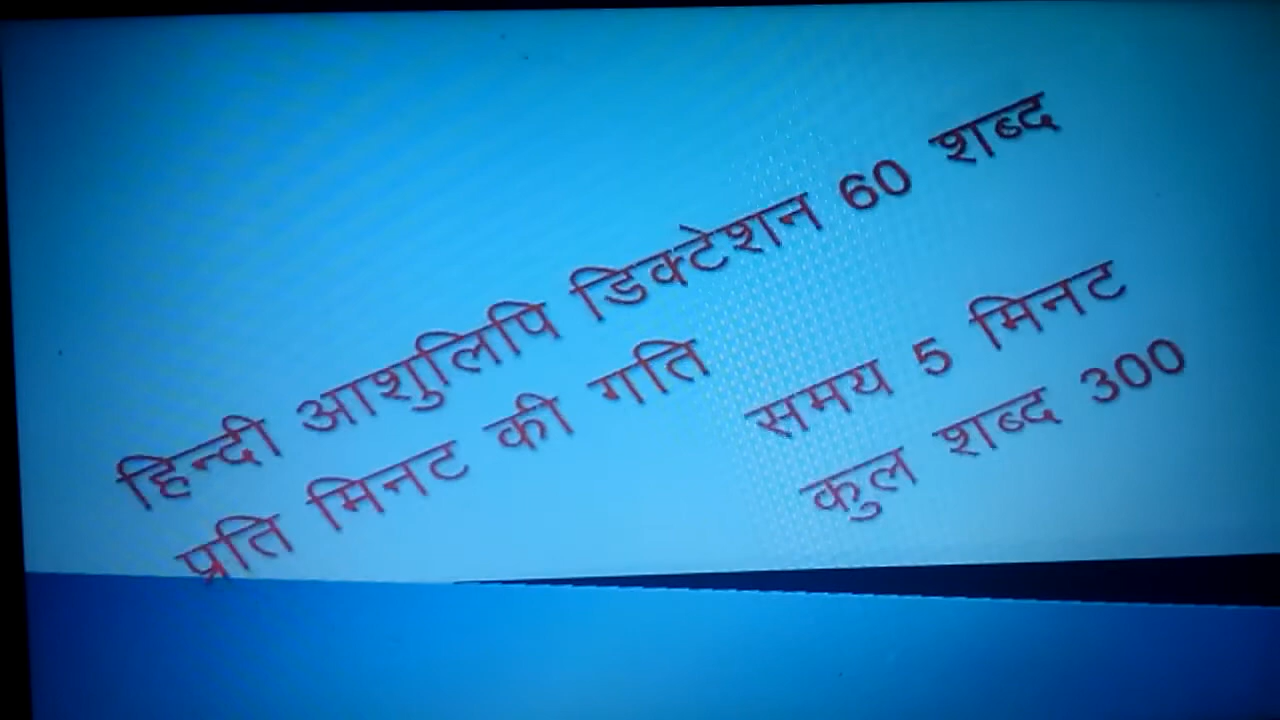 हिन्दी आशुलिपि डिक्टेशन 60 शब्द
प्रति मिनट की गति
समय 5 मिनट
कुल शब्द 300